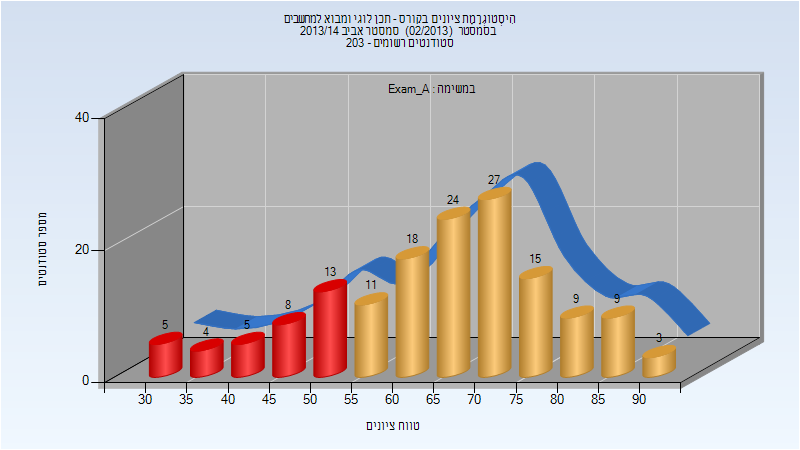 היסטוגרמת ציונים בקורס - תכן לוגי ומבוא למחשבים
בסמסטר (02/2013) סמסטר אביב 2013/14
סטודנטים רשומים - 203
במשימה : Exam_A
מספר סטודנטים
40
20
0
5 4 5 8 13 11 18 24 27 15 9 9 3
30 35 40 45 50 55 60 65 70 75 80 85 90
טווח ציונים